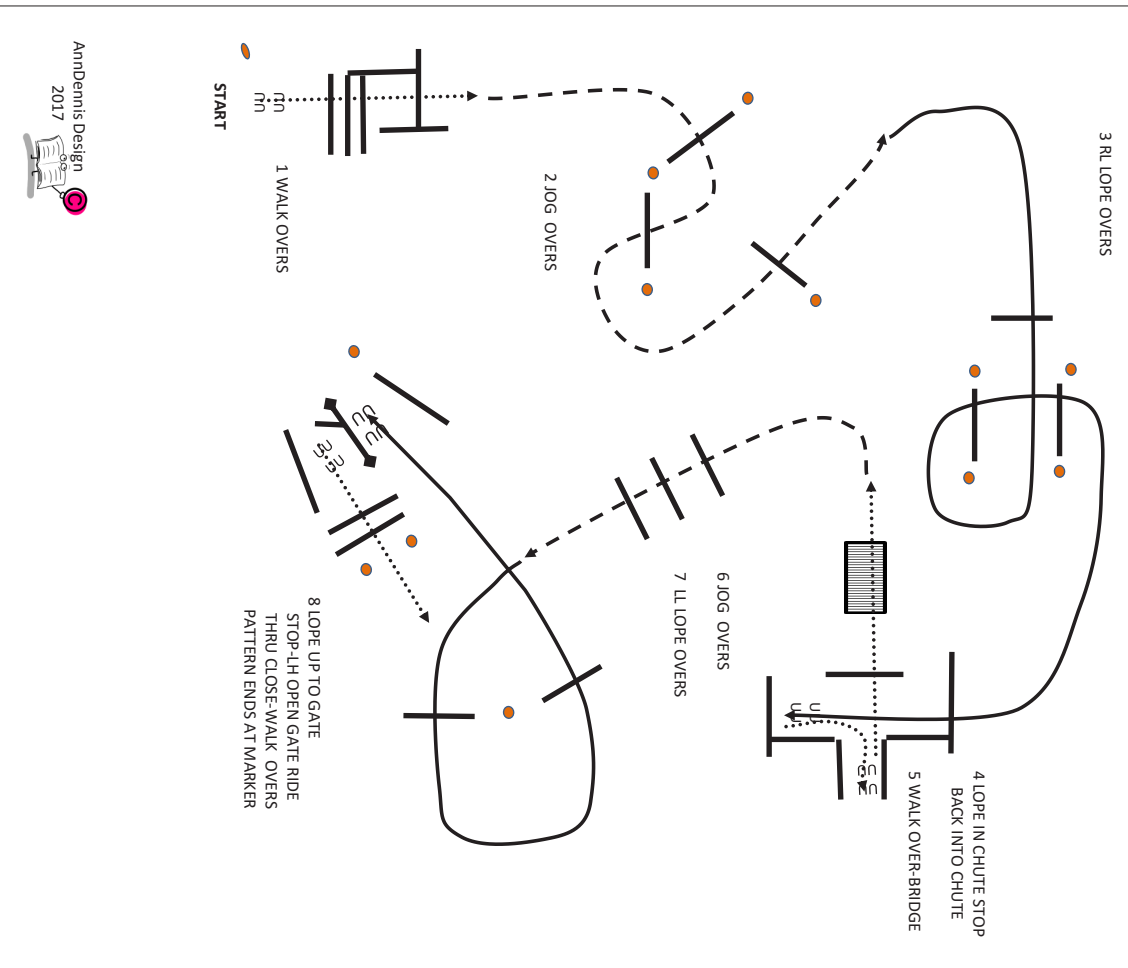 START
1 WALK OVERS
2 JOG OVERS
3 RL LOPE OVERS
4 LOPE IN CHUTE STOP
BACK INTO CHUTE
5 WALK OVER-BRIDGE
6 JOG OVERS
7 LL LOPE OVERS
8 LOPE UP TO GATE
STOP-LH OPEN GATE RIDE
THRU CLOSE-WALK OVERS
PATTERN ENDS AT MARKER
AnnDennis Design
2017
C